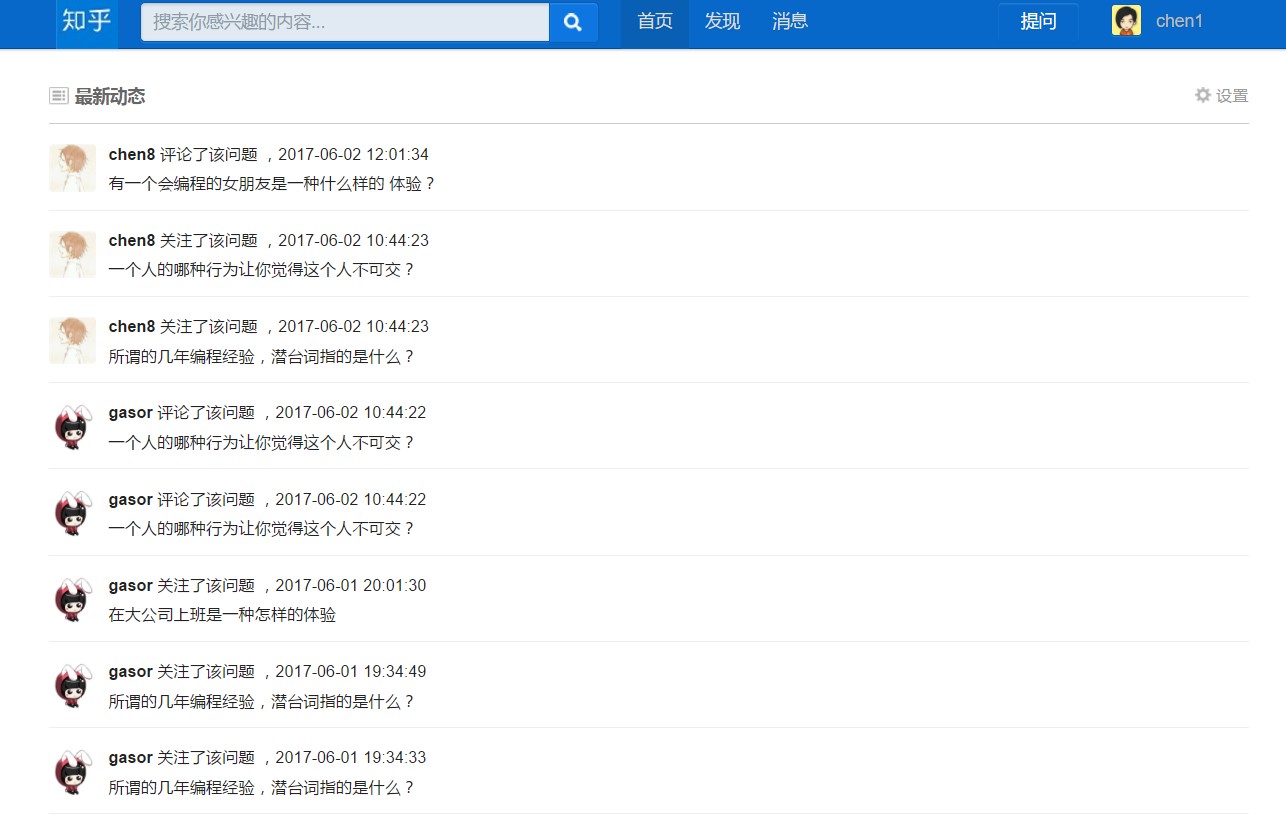 知乎 搜索你感兴趣的内容... 首页 发现 消息 提问 chen1
最新动态 设置
chen8 评论了该问题 ，2017-06-02 12:01:34
有一个会编程的女朋友是一种什么样的 体验？
chen8 关注了该问题 ，2017-06-02 10:44:23
一个人的哪种行为让你觉得这个人不可交？
chen8 关注了该问题 ，2017-06-02 10:44:23
所谓的几年编程经验，潜台词指的是什么？
gasor 评论了该问题 ，2017-06-02 10:44:22
一个人的哪种行为让你觉得这个人不可交？
gasor 评论了该问题 ，2017-06-02 10:44:22
一个人的哪种行为让你觉得这个人不可交？
gasor 关注了该问题 ，2017-06-01 20:01:30
在大公司上班是一种怎样的体验
gasor 关注了该问题 ，2017-06-01 19:34:49
所谓的几年编程经验，潜台词指的是什么？
gasor 关注了该问题 ，2017-06-01 19:34:33
所谓的几年编程经验，潜台词指的是什么？